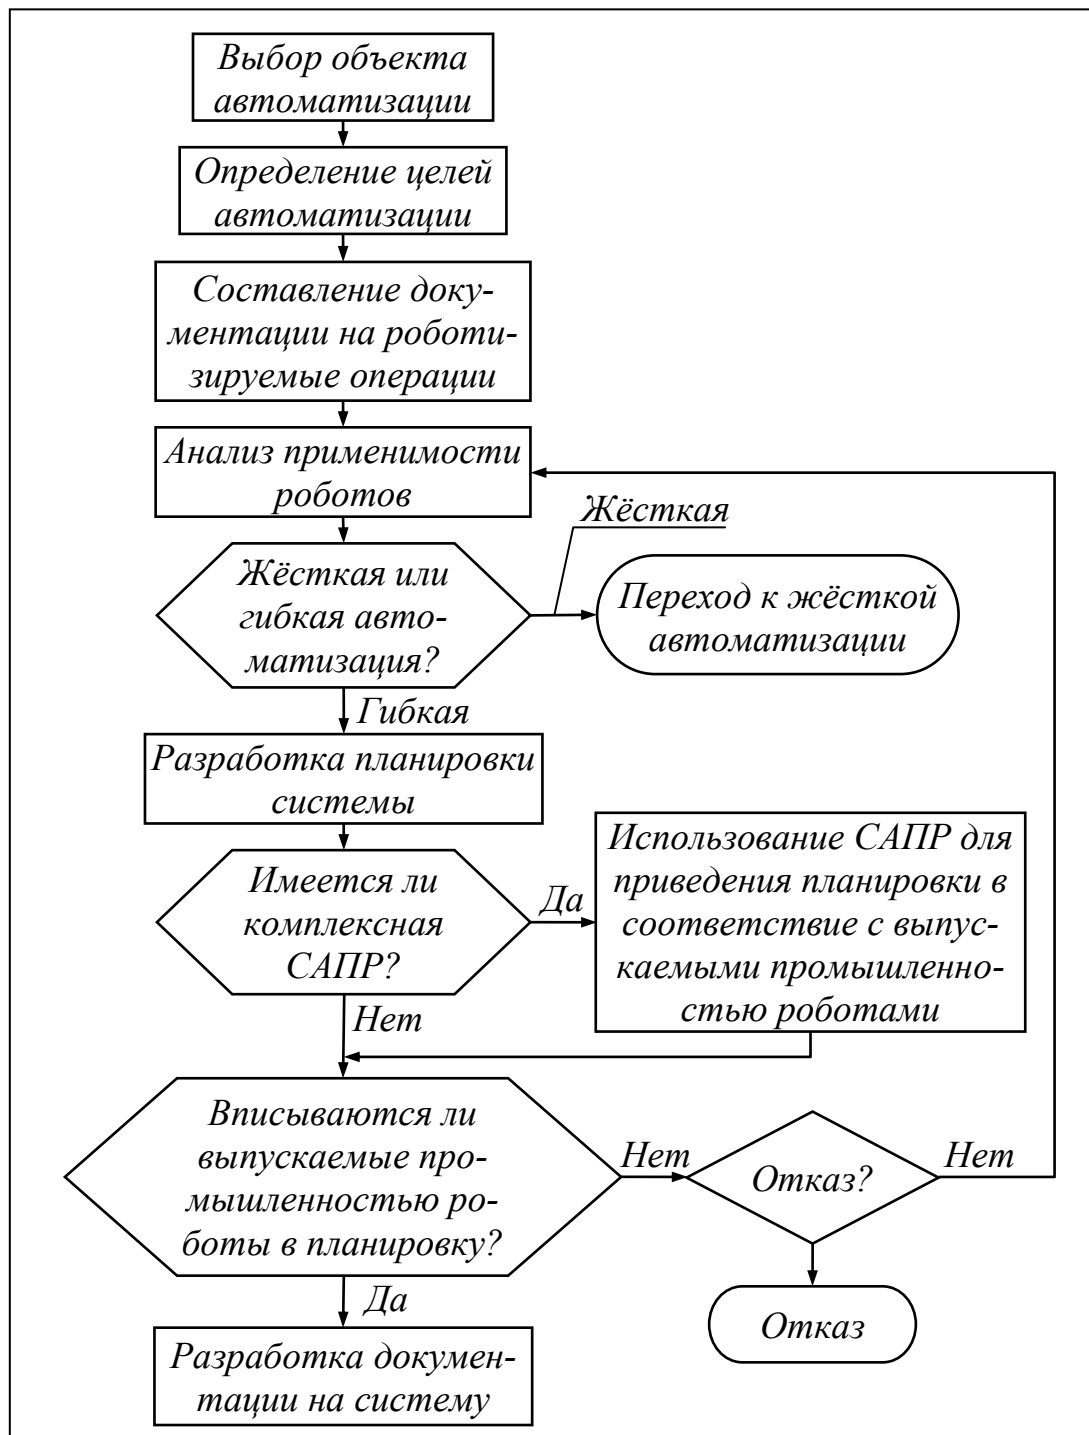 Выбор объекта
автоматизации
Определение целей
автоматизации
Составление доку-
ментации на роботи-
зируемые операции
Анализ применимости
роботов
Жёсткая
Жёсткая или
гибкая авто-
матизация?
Переход к жёсткой
автоматизации
Гибкая
Разработка планировки
системы
Имеется ли
комплексная
САПР?
Да
Использование САПР для
приведения планировки в
соответствие с выпус-
каемыми промышленно-
стью роботами
Нет
Вписываются ли
выпускаемые про-
мышленностью ро-
боты в планировку?
Нет
Отказ?
Нет
Да
Отказ
Разработка докумен-
тации на систему